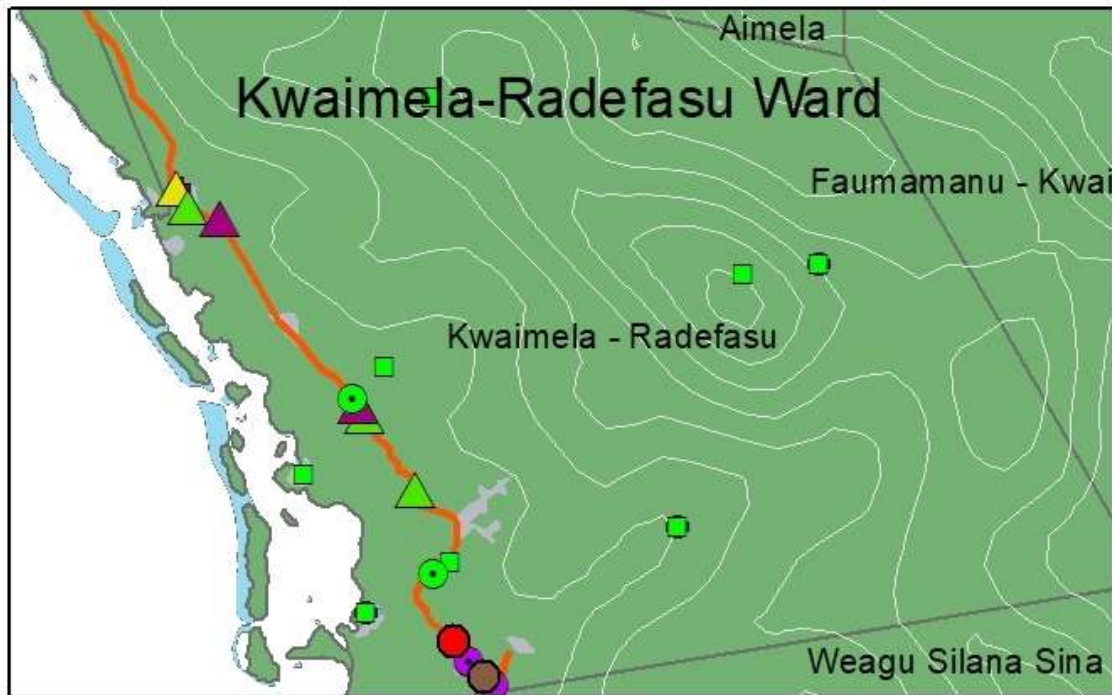 Aimela
Kwaimela-Radefasu Ward
Faumamanu - Kwai
Kwaimela - Radefasu
Weagu Silana Sina